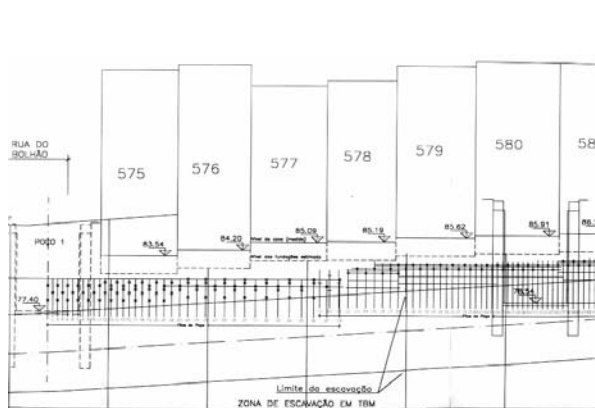 RUA DO
BOLHÃO
575
576
577
578
579
580
58
POÇO 1
83.54
84.20
85.09
85.19
85.62
85.91
77.40
Limite da escavação
ZONA DE ESCAVAÇÃO EM TBM